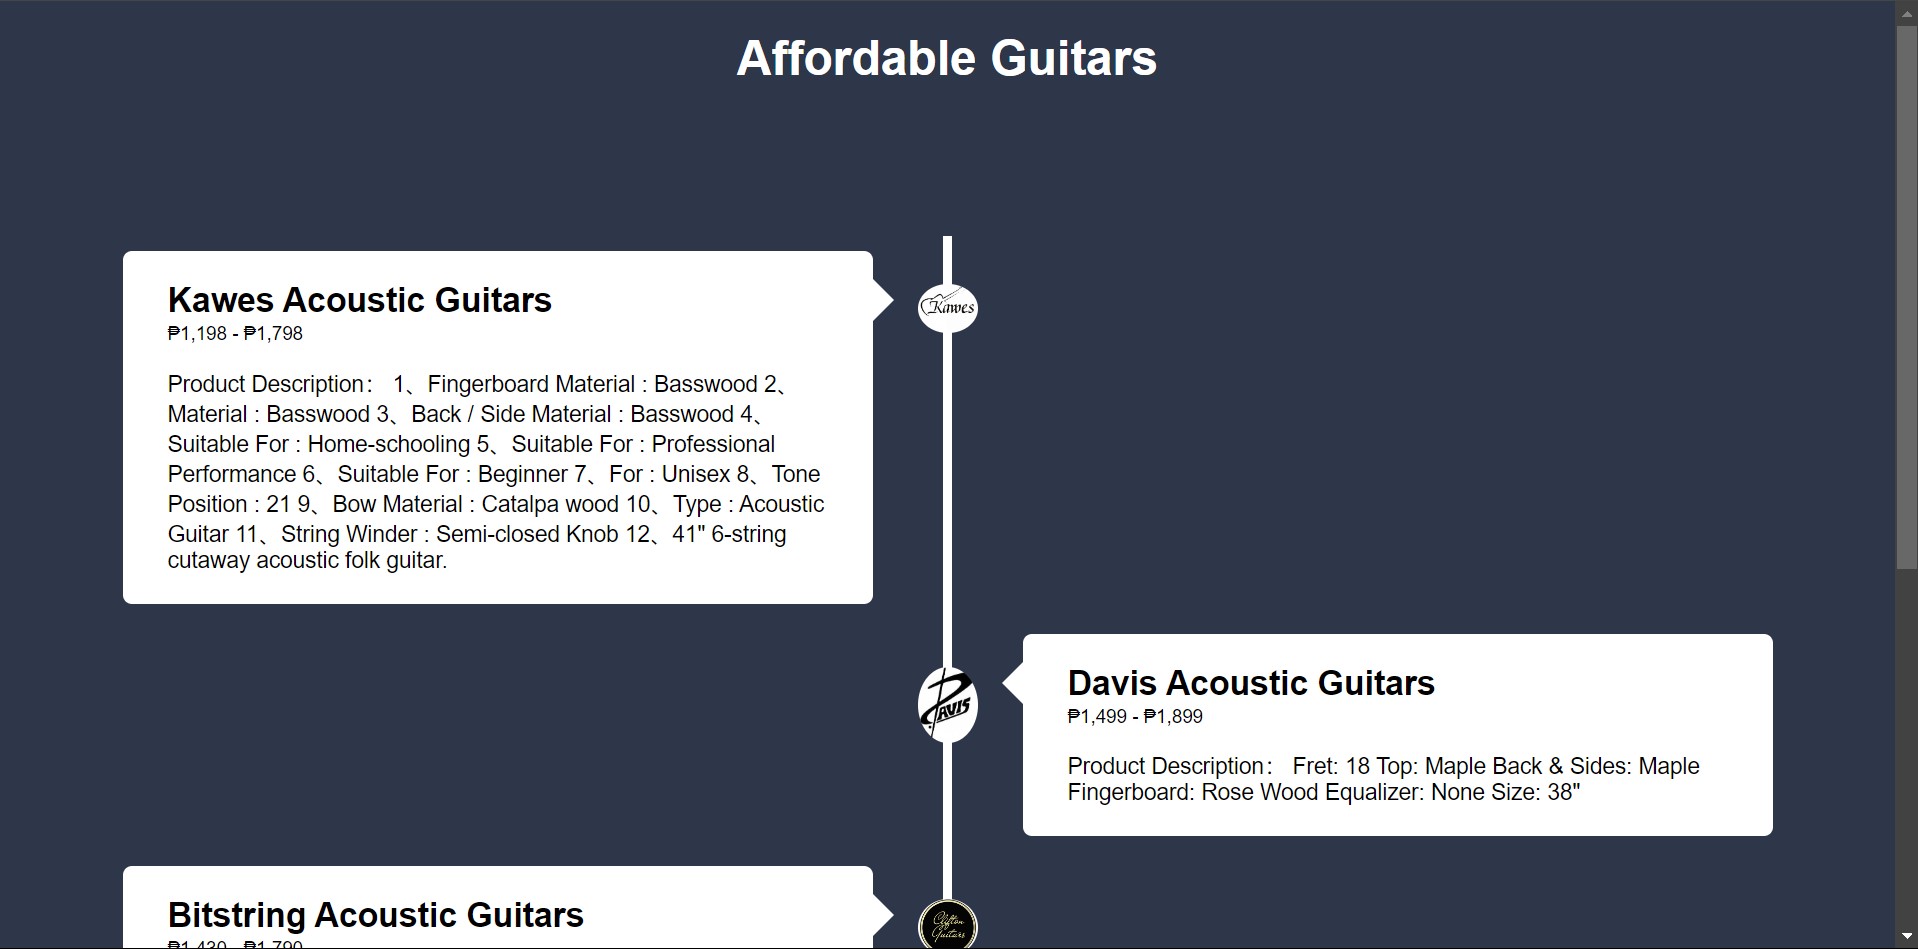 Affordable Guitars
Kawes Acoustic Guitars
₱1,198 - ₱1,798
Product Description： 1、Fingerboard Material : Basswood 2、
Material : Basswood 3、Back / Side Material : Basswood 4、
Suitable For : Home-schooling 5、Suitable For : Professional
Performance 6、Suitable For : Beginner 7、For : Unisex 8、Tone
Position : 21 9、Bow Material : Catalpa wood 10、Type : Acoustic
Guitar 11、String Winder : Semi-closed Knob 12、41" 6-string
cutaway acoustic folk guitar.
Kawes
Davis
Davis Acoustic Guitars
₱1,499 - ₱1,899
Product Description： Fret: 18 Top: Maple Back & Sides: Maple
Fingerboard: Rose Wood Equalizer: None Size: 38"
Bitstring Acoustic Guitars
₱1,430 - ₱1,790
Clifton
Guitars